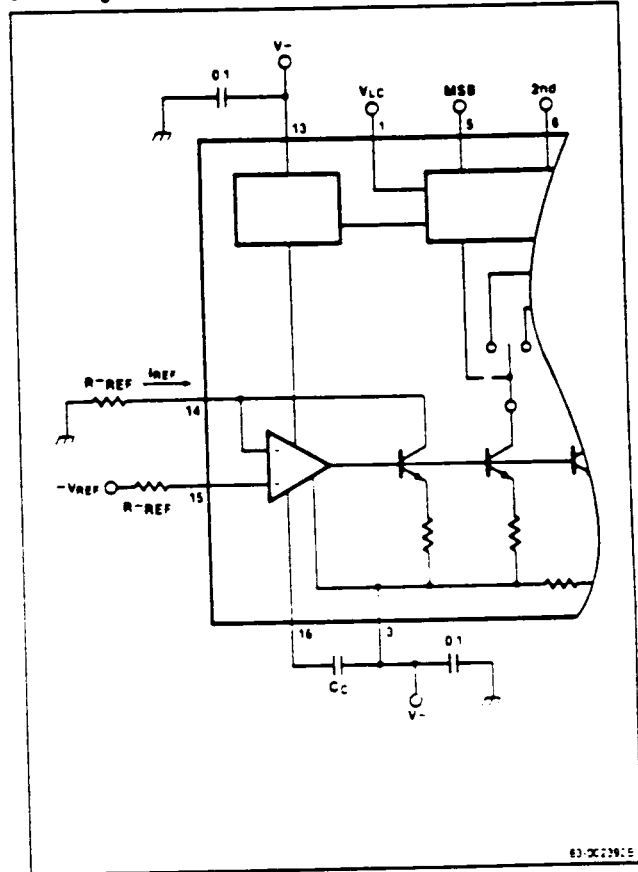 V-
0 1
VLC
MSB
2nd
13
1
5
6
R-REF
IREF
14
-VREF
15
R-REF
16
3
0 1
CC
V-